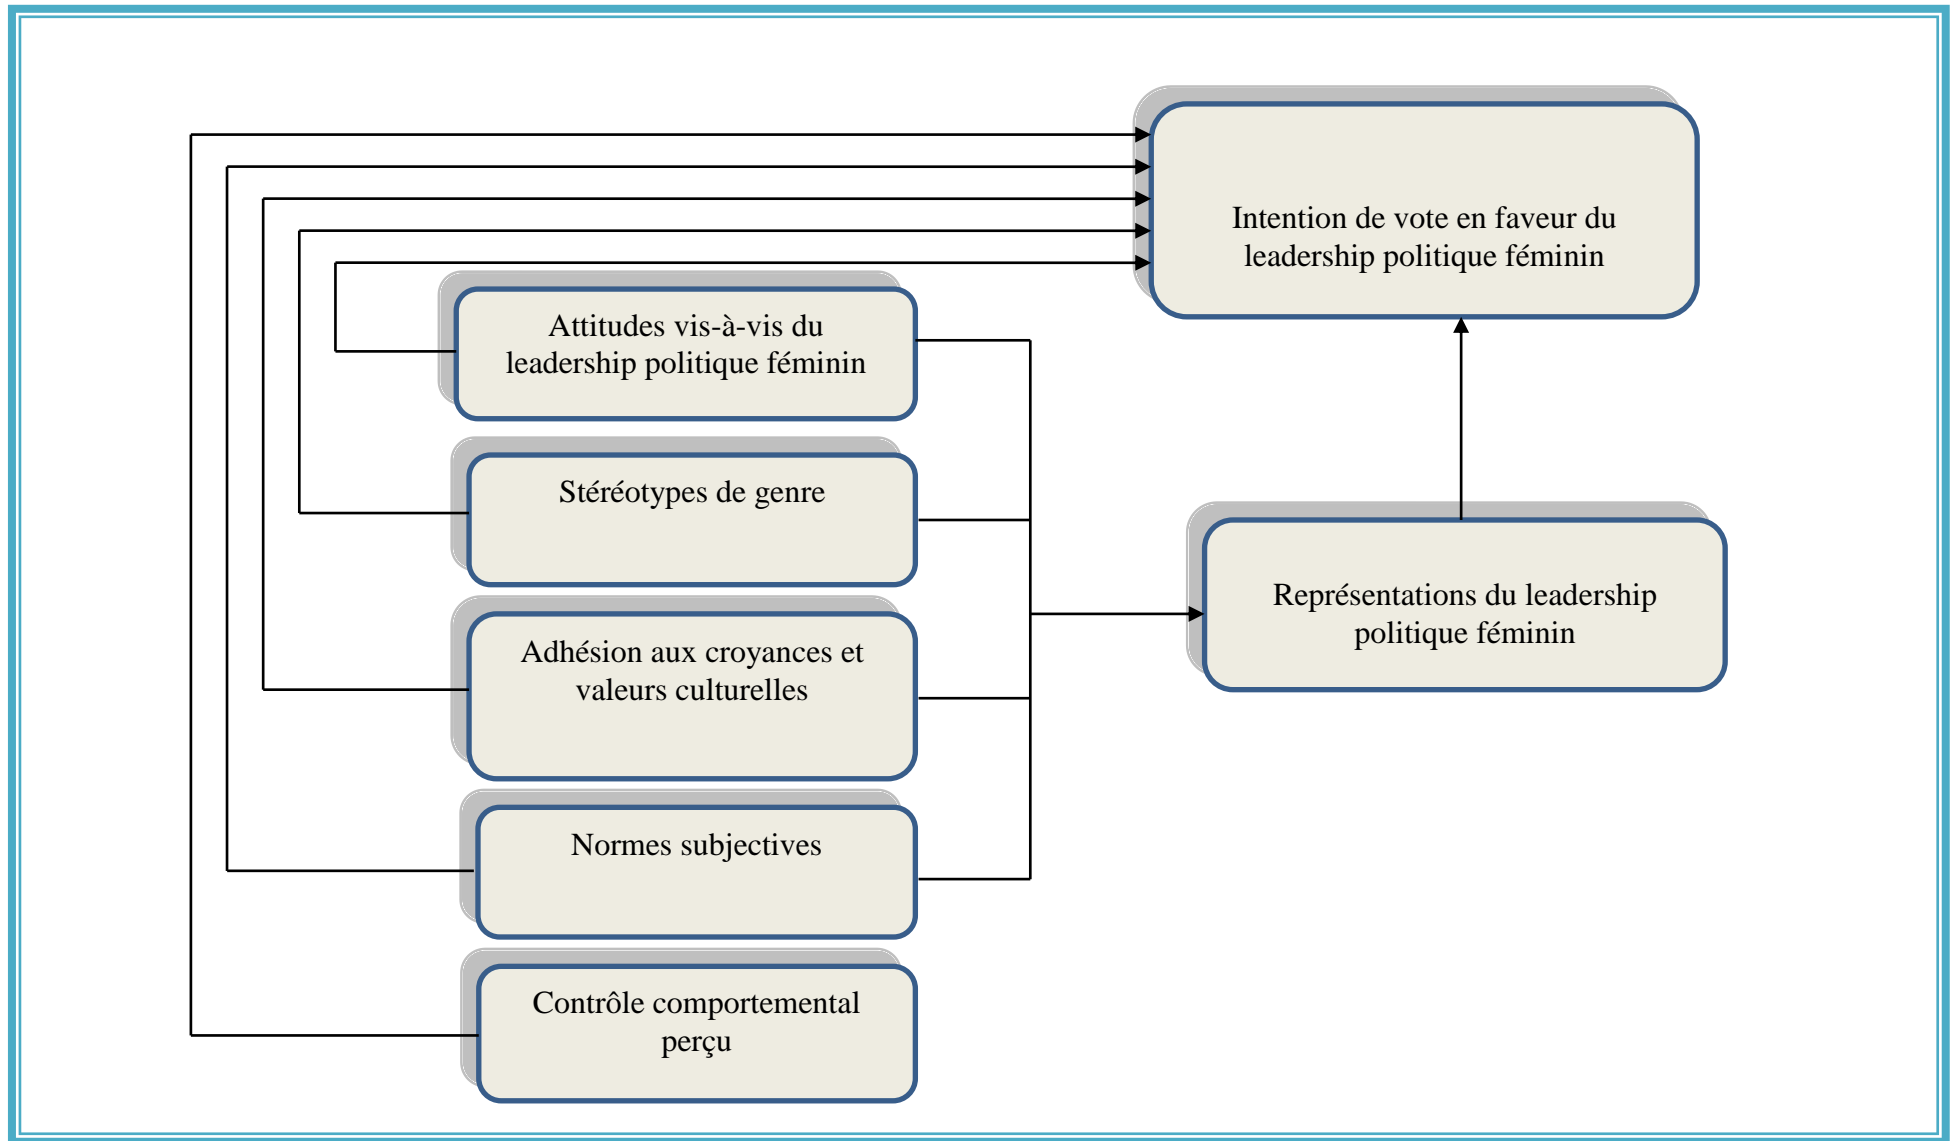 Intention de vote en faveur du
leadership politique féminin
Attitudes vis-à-vis du
leadership politique féminin
Stéréotypes de genre
Représentations du leadership
politique féminin
Adhésion aux croyances et
valeurs culturelles
Normes subjectives
Contrôle comportemental
perçu